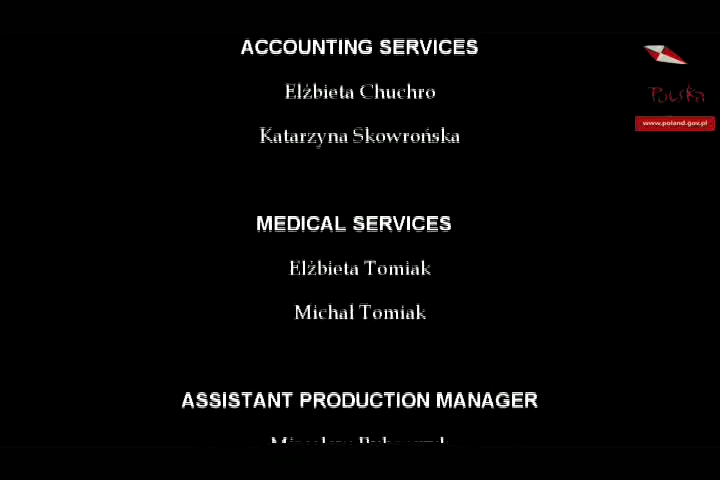 ACCOUNTING SERVICES
Elżbieta Chuchro
Polska
Katarzyna Skowrońska
www.poland.gov.pl
MEDICAL SERVICES
Elżbieta Tomiak
Michał Tomiak
ASSISTANT PRODUCTION MANAGER